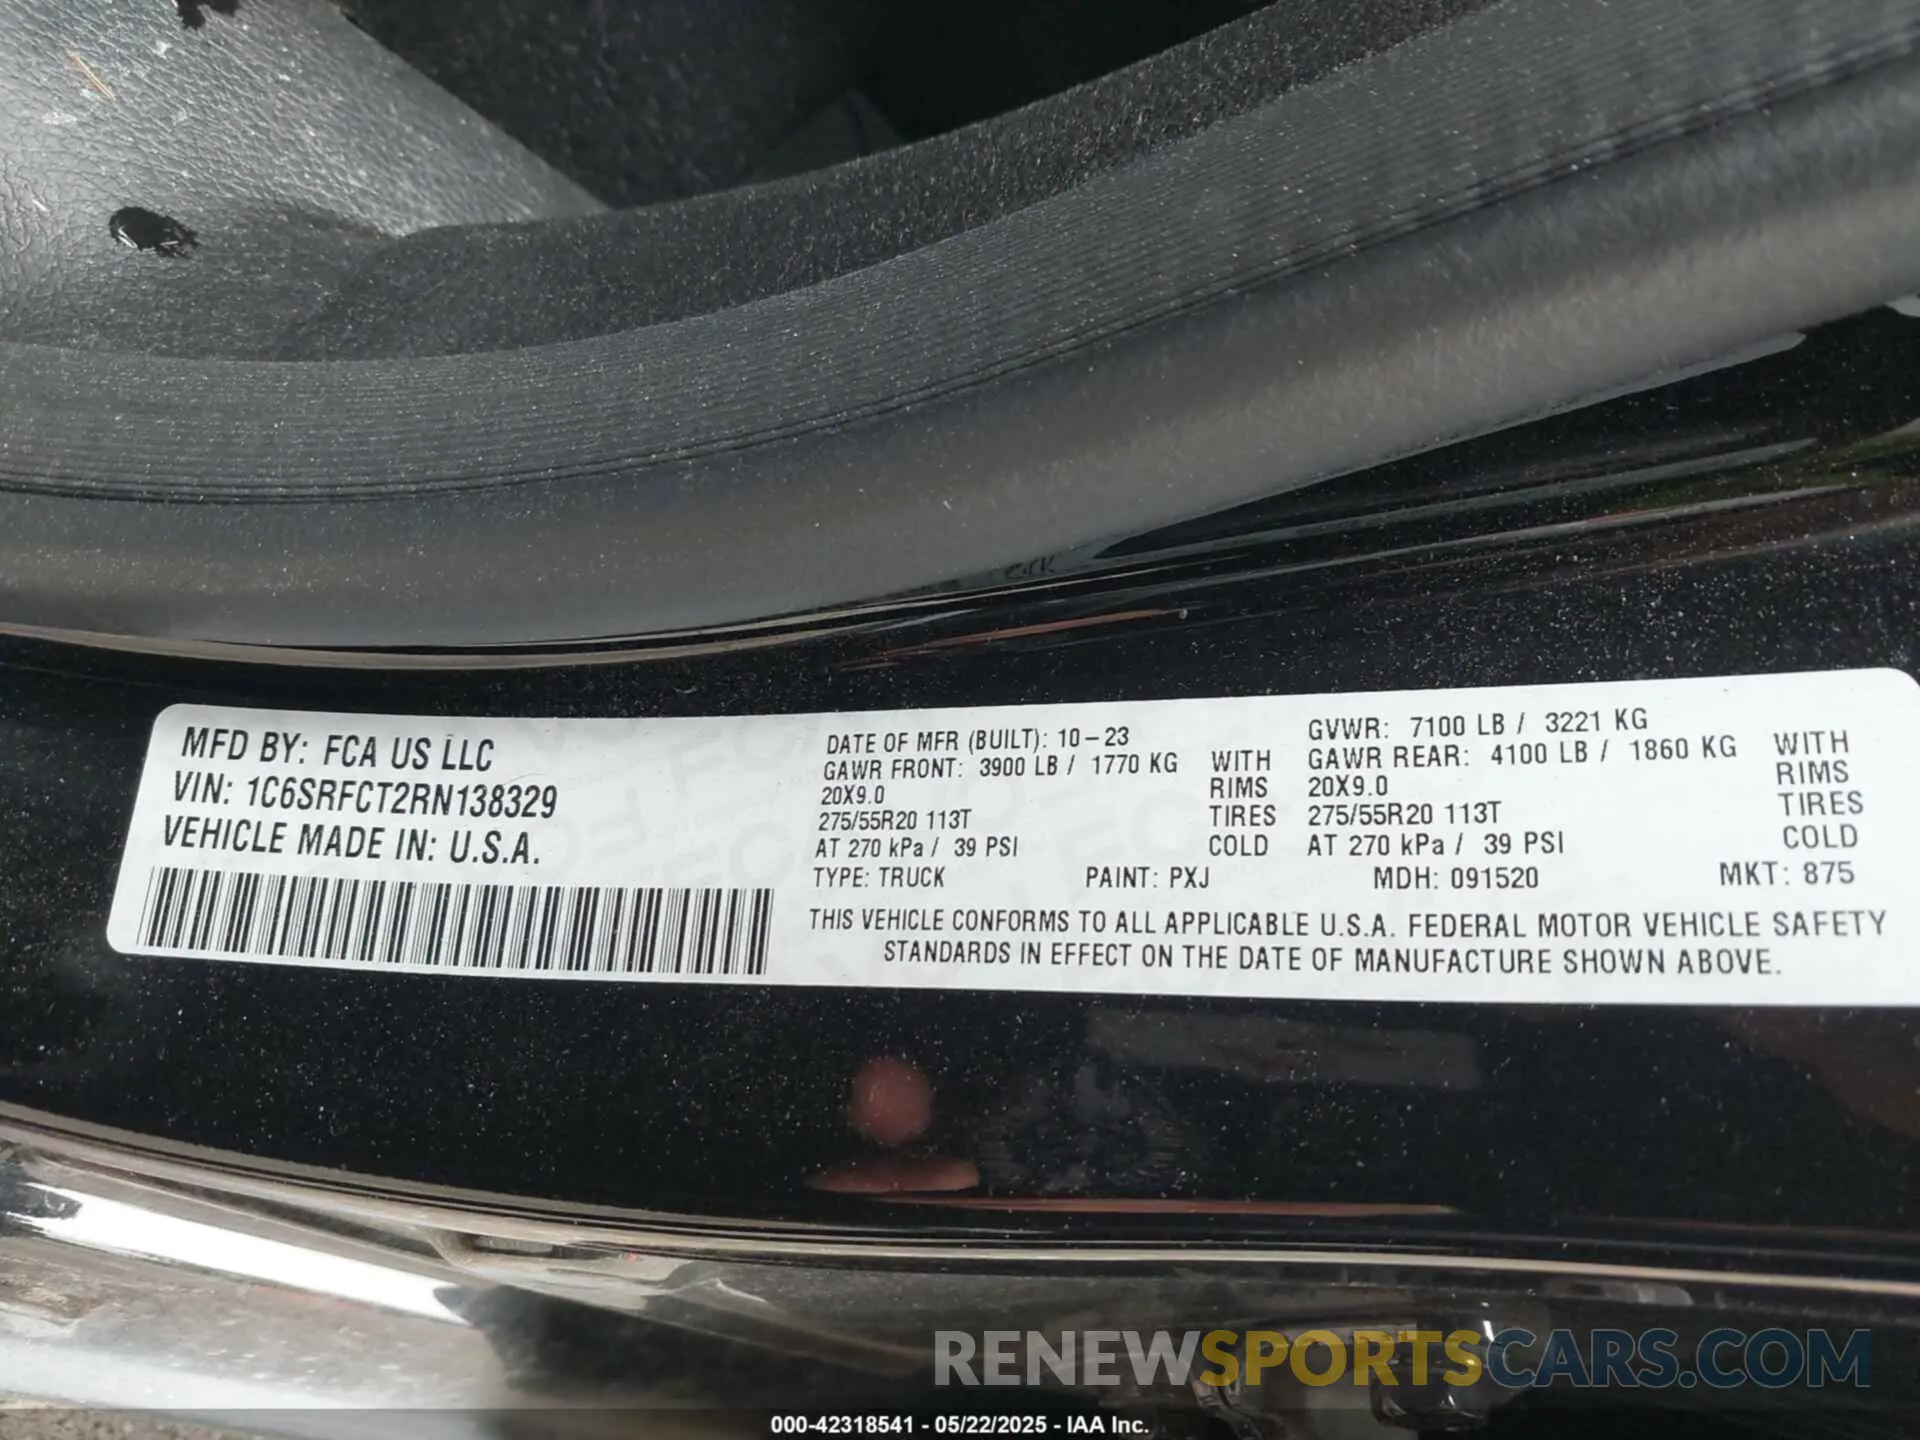 MFD BY: FCA US LLC
VIN: 1C6SRFCT2RN138329
VEHICLE MADE IN: U.S.A.
DATE OF MFR (BUILT): 10-23
GAWR FRONT: 3900 LB / 1770 KG WITH
20X9.0 RIMS
275/55R20 113T TIRES
AT 270 kPa / 39 PSI COLD
GVWR: 7100 LB / 3221 KG
GAWR REAR: 4100 LB / 1860 KG WITH
20X9.0 RIMS
275/55R20 113T TIRES
AT 270 kPa / 39 PSI COLD
TYPE: TRUCK PAINT: PXJ MDH: 091520 MKT: 875
THIS VEHICLE CONFORMS TO ALL APPLICABLE U.S.A. FEDERAL MOTOR VEHICLE SAFETY
STANDARDS IN EFFECT ON THE DATE OF MANUFACTURE SHOWN ABOVE.
RENEWSPORTSCARS.COM
000-42318541 - 05/22/2025 - IAA Inc.